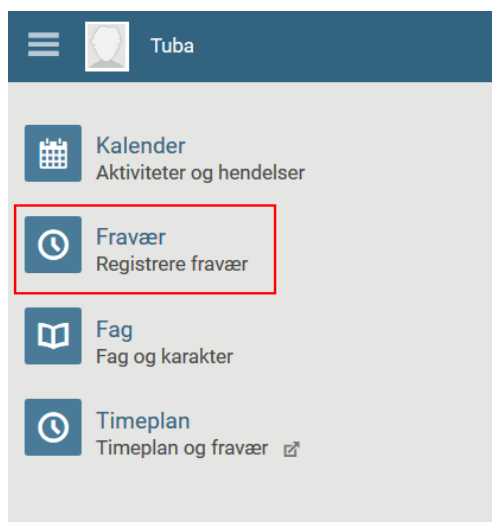 Tuba
Kalender
Aktiviteter og hendelser
Fravær
Registrere fravær
Fag
Fag og karakter
Timeplan
Timeplan og fravær